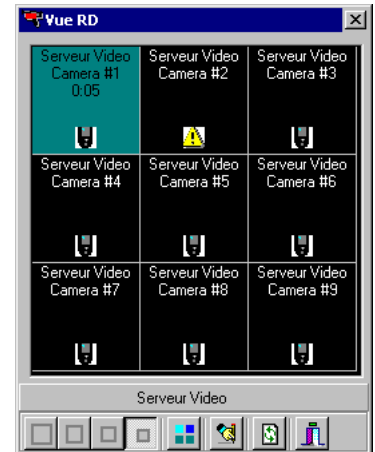 Vue RD
Serveur Video
Camera #1
0:05
Serveur Video
Camera #2
Serveur Video
Camera #3
Serveur Video
Camera #4
Serveur Video
Camera #5
Serveur Video
Camera #6
Serveur Video
Camera #7
Serveur Video
Camera #8
Serveur Video
Camera #9
Serveur Video